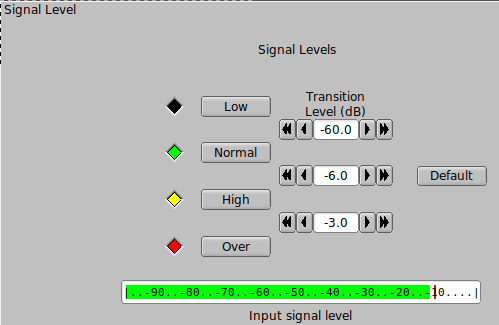 Signal Level
Signal Levels
Transition
Level (dB)
Low
-60.0
Normal
-6.0
Default
High
-3.0
Over
|..-90..-80..-70..-60..-50..-40..-30..-20..-10....|
Input signal level